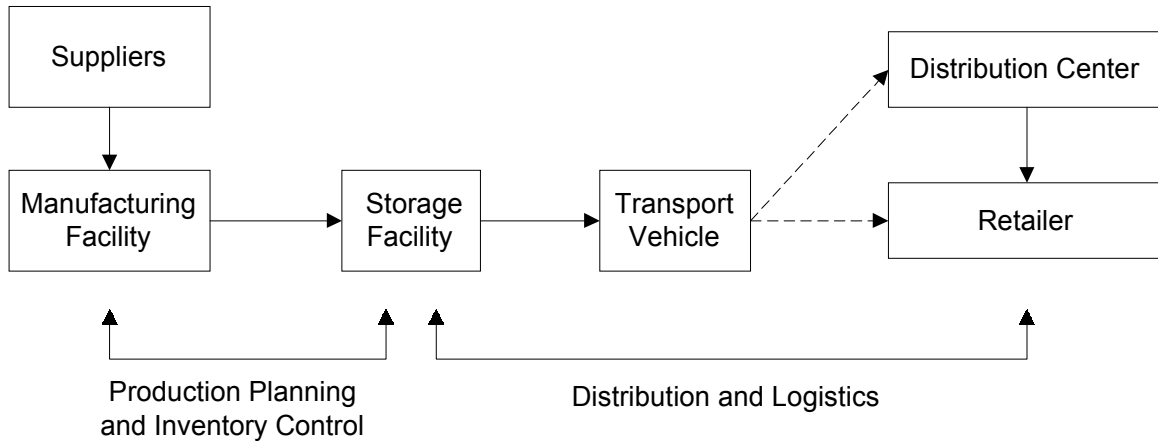 Suppliers
Distribution Center
Manufacturing
Facility
Storage
Facility
Transport
Vehicle
Retailer
Production Planning
and Inventory Control
Distribution and Logistics